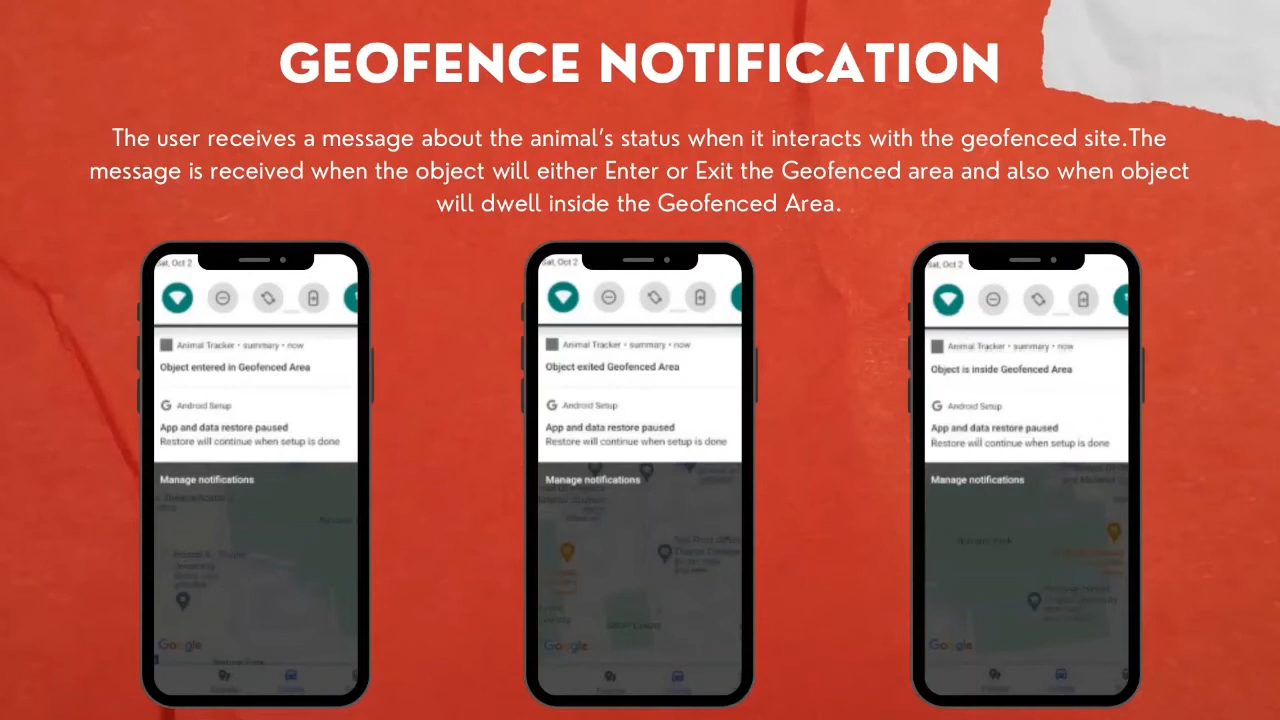 GEOFENCE NOTIFICATION
The user receives a message about the animal's status when it interacts with the geofenced site.The
message is received when the object will either Enter or Exit the Geofenced area and also when object
will dwell inside the Geofenced Area.
Sat, Oct 2
Animal Tracker • summary • now
Object entered in Geofenced Area
G Android Setup
App and data restore paused
Restore will continue when setup is done
Manage notifications
Google
Sat, Oct 2
Animal Tracker • summary • now
Object exited Geofenced Area
G Android Setup
App and data restore paused
Restore will continue when setup is done
Manage notifications
Google
Sat, Oct 2
Animal Tracker • summary • now
Object is inside Geofenced Area
G Android Setup
App and data restore paused
Restore will continue when setup is done
Manage notifications
Google